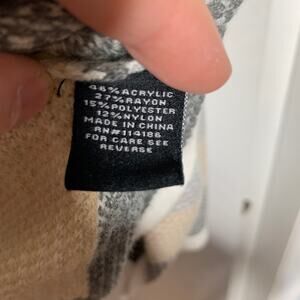 46% ACRYLIC
27% RAYON
15% POLYESTER
12% NYLON
MADE IN CHINA
RN#114186
FOR CARE SEE
REVERSE